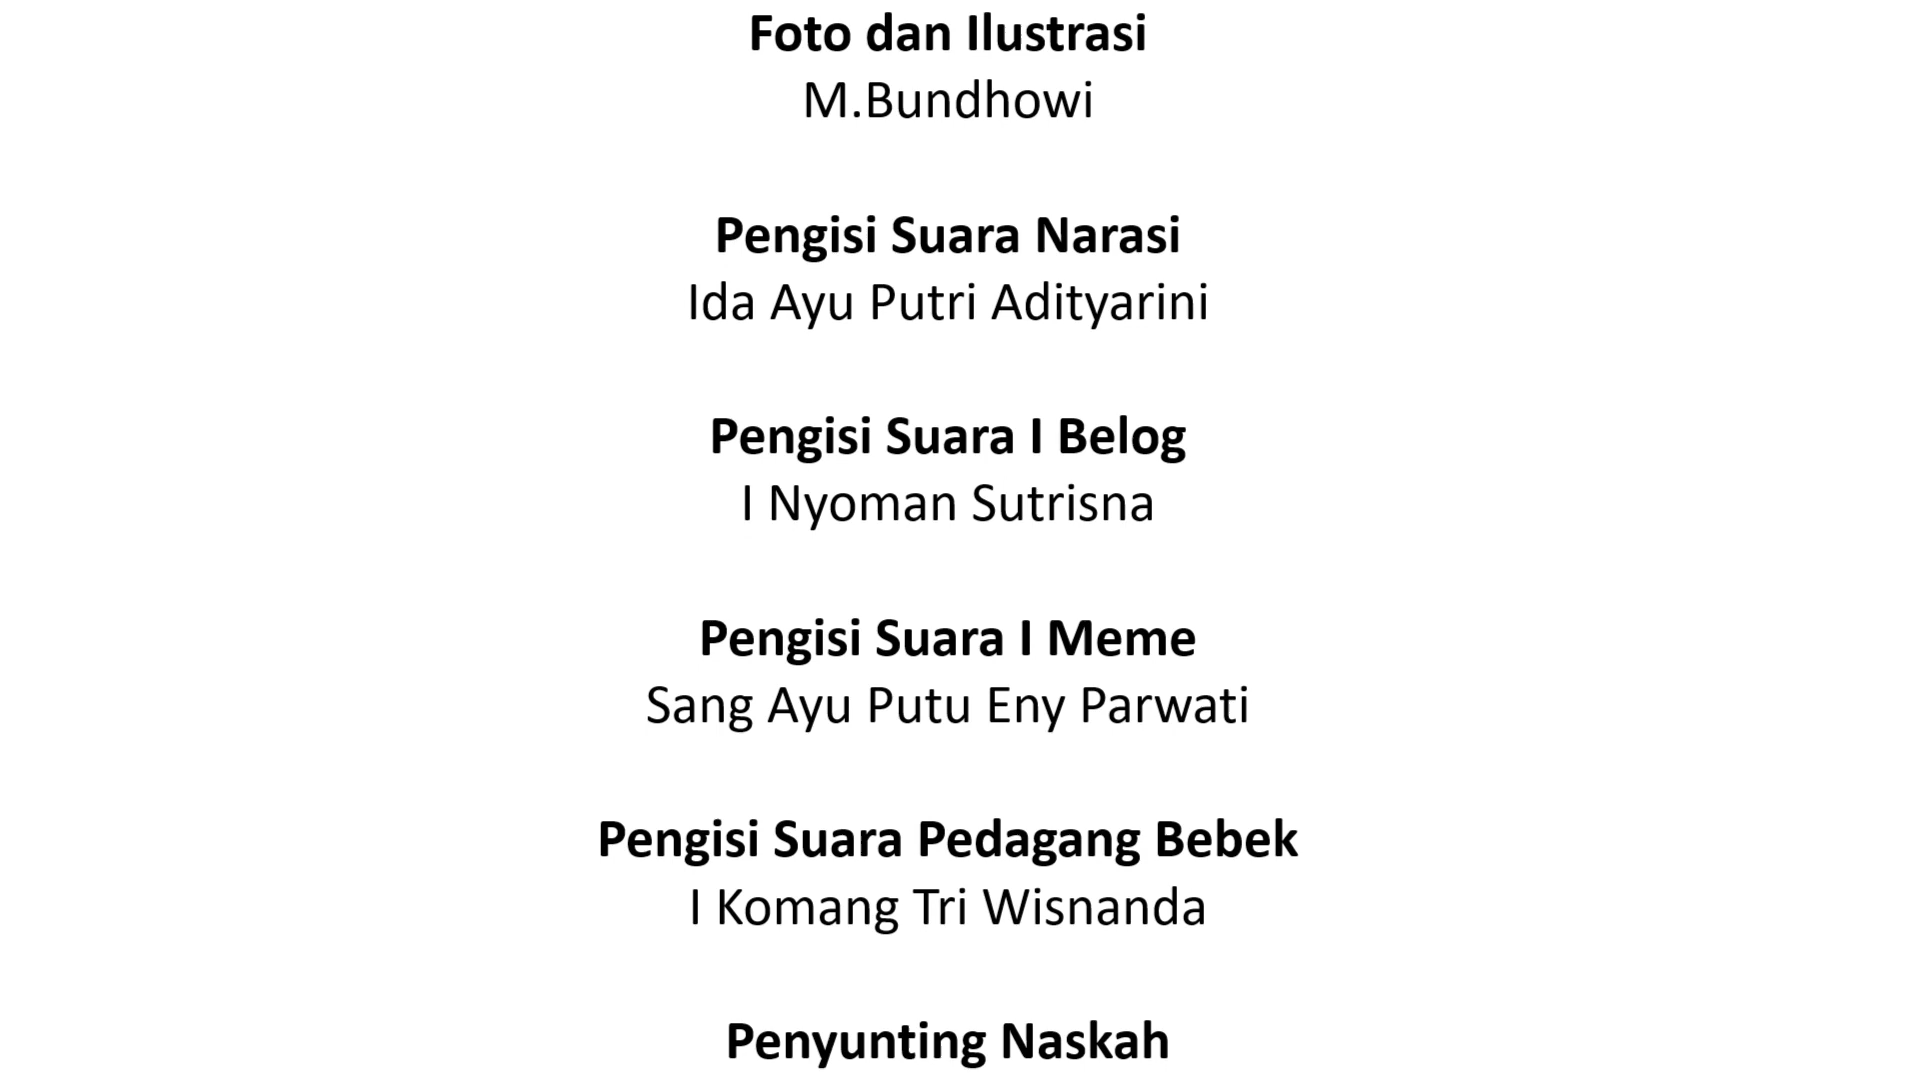 Foto dan Ilustrasi
M.Bundhowi
Pengisi Suara Narasi
Ida Ayu Putri Adityarini
Pengisi Suara I Belog
I Nyoman Sutrisna
Pengisi Suara I Meme
Sang Ayu Putu Eny Parwati
Pengisi Suara Pedagang Bebek
I Komang Tri Wisnanda
Penyunting Naskah